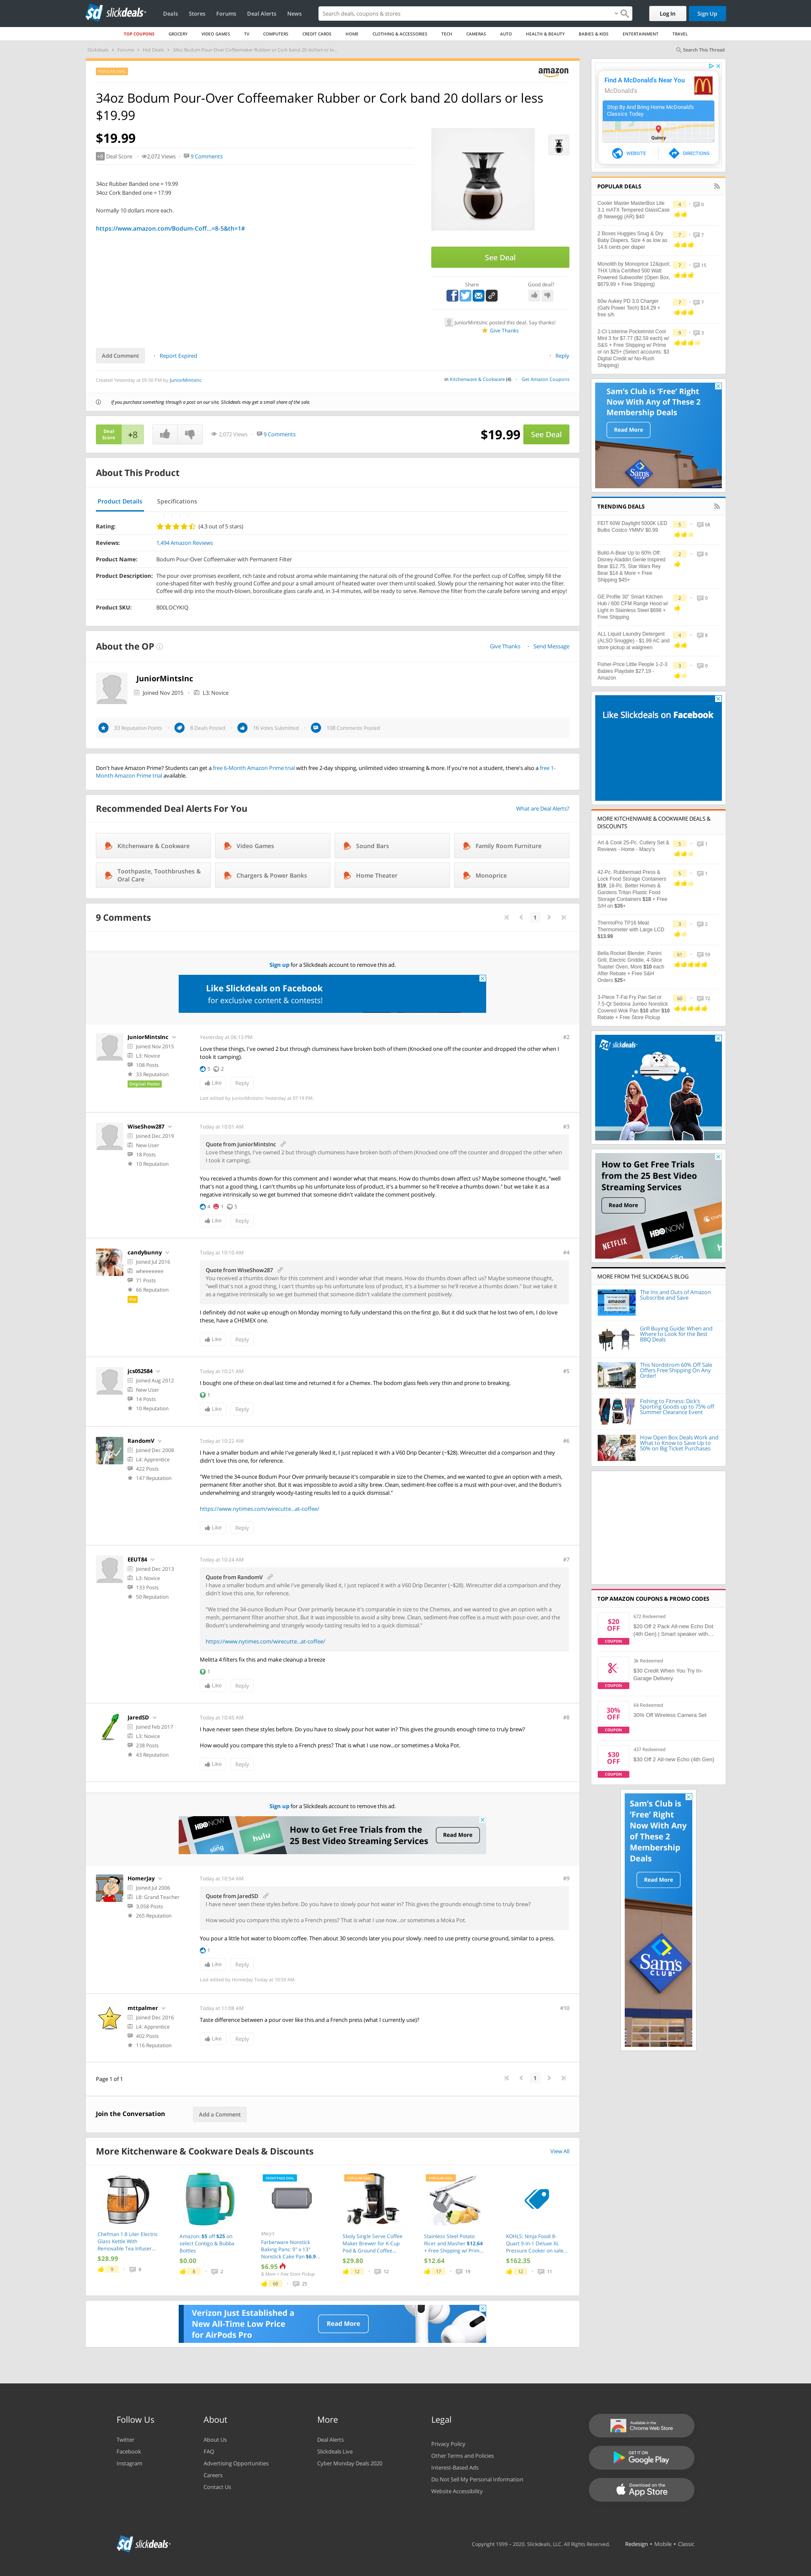 slickdeals
Deals Stores Forums Deal Alerts News
Search deals, coupons & stores
Log In
Sign Up
TOP COUPONS GROCERY VIDEO GAMES TV COMPUTERS CREDIT CARDS HOME CLOTHING & ACCESSORIES TECH CAMERAS AUTO HEALTH & BEAUTY BABIES & KIDS ENTERTAINMENT TRAVEL
Slickdeals Forums Hot Deals 34oz Bodum Pour-Over Coffeemaker Rubber or Cork band 20 dollars or le...
Search This Thread
amazon
34oz Bodum Pour-Over Coffeemaker Rubber or Cork band 20 dollars or less
$19.99
$19.99
+8 Deal Score 2,072 Views 9 Comments
34oz Rubber Banded one = 19.99
34oz Cork Banded one = 17.99
Normally 10 dollars more each.
https://www.amazon.com/Bodum-Coff...=8-5&th=1#
See Deal
Share
Good deal?
JuniorMintsInc posted this deal. Say thanks!
Give Thanks
Add Comment
Report Expired
Reply
Created Yesterday at 05:50 PM by JuniorMintsInc
in Kitchenware & Cookware (4) Get Amazon Coupons
If you purchase something through a post on our site, Slickdeals may get a small share of the sale.
Deal Score
+8
2,072 Views 9 Comments
$19.99
See Deal
About This Product
Product Details Specifications
Rating: (4.3 out of 5 stars)
Reviews: 1,494 Amazon Reviews
Product Name: Bodum Pour-Over Coffeemaker with Permanent Filter
Product Description: The pour over promises excellent, rich taste and robust aroma while maintaining the natural oils of the ground Coffee. For the perfect cup of Coffee, simply fill the
cone-shaped filter with freshly ground Coffee and pour a small amount of heated water over them until soaked. Slowly pour the remaining hot water into the cone filter.
Coffee will drip into the mouth-blown, borosilicate glass carafe and, in 3-4 minutes, will be ready to serve. Remove the filter from the carafe before serving and enjoy!
Product SKU: B00LOCYKIQ
About the OP
Give Thanks Send Message
JuniorMintsInc
Joined Nov 2015 L3: Novice
33 Reputation Points 8 Deals Posted 16 Votes Submitted 108 Comments Posted
Don't have Amazon Prime? Students can get a free 6-Month Amazon Prime trial with free 2-day shipping, unlimited video streaming & more. If you're not a student, there's also a free 1-
Month Amazon Prime trial available.
Recommended Deal Alerts For You
What are Deal Alerts?
Kitchenware & Cookware
Video Games
Sound Bars
Family Room Furniture
Toothpaste, Toothbrushes & Oral Care
Chargers & Power Banks
Home Theater
Monoprice
9 Comments
1
Sign up for a Slickdeals account to remove this ad.
Like Slickdeals on Facebook
for exclusive content & contests!
JuniorMintsInc
Joined Nov 2015
L3: Novice
108 Posts
33 Reputation
Original Poster
Yesterday at 06:13 PM
#2
Love these things, I've owned 2 but through clumsiness have broken both of them (Knocked one off the counter and dropped the other when I
took it camping).
5 2
Like Reply
Last edited by JuniorMintsInc Yesterday at 07:19 PM.
WiseShow287
Joined Dec 2019
New User
18 Posts
10 Reputation
Today at 10:01 AM
#3
Quote from JuniorMintsInc
Love these things, I've owned 2 but through clumsiness have broken both of them (Knocked one off the counter and dropped the other when
I took it camping).
You received a thumbs down for this comment and I wonder what that means. How do thumbs down affect us? Maybe someone thought, "well
that's not a good thing, I can't thumbs up his unfortunate loss of product, it's a bummer so he'll receive a thumbs down." but we take it as
a negative immediately so we get bummed that someone didn't validate the comment positively.
4 1 5
Like Reply
candybunny
Joined Jul 2016
wheeeeeee
71 Posts
66 Reputation
Pro
Today at 10:10 AM
#4
Quote from WiseShow287
You received a thumbs down for this comment and I wonder what that means. How do thumbs down affect us? Maybe someone thought,
"well that's not a good thing, I can't thumbs up his unfortunate loss of product, it's a bummer so he'll receive a thumbs down." but we take it
as a negative immediately so we get bummed that someone didn't validate the comment positively.
I definitely did not wake up enough on Monday morning to fully understand this on the first go. But it did suck that he lost two of em, I do love
these, have a CHEMEX one.
Like Reply
jcs052584
Joined Aug 2012
New User
14 Posts
10 Reputation
Today at 10:21 AM
#5
I bought one of these on deal last time and returned it for a Chemex. The bodom glass feels very thin and prone to breaking.
1
Like Reply
RandomV
Joined Dec 2008
L4: Apprentice
422 Posts
147 Reputation
Today at 10:22 AM
#6
I have a smaller bodum and while I've generally liked it, I just replaced it with a V60 Drip Decanter (~$28). Wirecutter did a comparison and they
didn't love this one, for reference.
"We tried the 34-ounce Bodum Pour Over primarily because it's comparable in size to the Chemex, and we wanted to give an option with a mesh,
permanent filter another shot. But it was impossible to avoid a silty brew. Clean, sediment-free coffee is a must with pour-over, and the Bodum's
underwhelming and strangely woody-tasting results led to a quick dismissal."
https://www.nytimes.com/wirecutte...at-coffee/
Like Reply
EEUT84
Joined Dec 2013
L3: Novice
133 Posts
50 Reputation
Today at 10:24 AM
#7
Quote from RandomV
I have a smaller bodum and while I've generally liked it, I just replaced it with a V60 Drip Decanter (~$28). Wirecutter did a comparison and they
didn't love this one, for reference.
"We tried the 34-ounce Bodum Pour Over primarily because it's comparable in size to the Chemex, and we wanted to give an option with a
mesh, permanent filter another shot. But it was impossible to avoid a silty brew. Clean, sediment-free coffee is a must with pour-over, and the
Bodum's underwhelming and strangely woody-tasting results led to a quick dismissal."
https://www.nytimes.com/wirecutte...at-coffee/
Melitta 4 filters fix this and make cleanup a breeze
1
Like Reply
JaredSD
Joined Feb 2017
L3: Novice
238 Posts
43 Reputation
Today at 10:45 AM
#8
I have never seen these styles before. Do you have to slowly pour hot water in? This gives the grounds enough time to truly brew?
How would you compare this style to a French press? That is what I use now...or sometimes a Moka Pot.
Like Reply
Sign up for a Slickdeals account to remove this ad.
HBO NOW
sling
hulu
How to Get Free Trials from the
25 Best Video Streaming Services
Read More
HomerJay
Joined Jul 2006
L8: Grand Teacher
3,058 Posts
265 Reputation
Today at 10:54 AM
#9
Quote from JaredSD
I have never seen these styles before. Do you have to slowly pour hot water in? This gives the grounds enough time to truly brew?
How would you compare this style to a French press? That is what I use now...or sometimes a Moka Pot.
You pour a little hot water to bloom coffee. Then about 30 seconds later you pour slowly. need to use pretty course ground, similar to a press.
1
Like Reply
Last edited by HomerJay Today at 10:59 AM.
mttpalmer
Joined Dec 2016
L4: Apprentice
402 Posts
116 Reputation
Today at 11:08 AM
#10
Taste difference between a pour over like this and a French press (what I currently use)?
Like Reply
Page 1 of 1
1
Join the Conversation
Add a Comment
More Kitchenware & Cookware Deals & Discounts
View All
Chefman 1.8 Liter Electric
Glass Kettle With
Removable Tea Infuser...
$28.99
9 8
Amazon: $5 off $25 on
select Contigo & Bubba
Bottles
$0.00
8 2
FRONTPAGE DEAL
Macy's
Farberware Nonstick
Baking Pans: 9" x 13"
Nonstick Cake Pan $6.9...
$6.95
& More + Free Store Pickup
68 25
Sboly Single Serve Coffee
Maker Brewer for K-Cup
Pod & Ground Coffee...
$29.80
12 12
Stainless Steel Potato
Ricer and Masher $12.64
+ Free Shipping w/ Prim...
$12.64
17 19
KOHLS: Ninja Foodi 8-
Quart 9-in-1 Deluxe XL
Pressure Cooker on sale...
$162.35
12 11
Verizon Just Established a
New All-Time Low Price
for AirPods Pro
Read More
Find A McDonald's Near You
McDonald's
Stop By And Bring Home McDonald's
Classics Today
Quincy
WEBSITE DIRECTIONS
POPULAR DEALS
Cooler Master MasterBox Lite
3.1 mATX Tempered GlassCase
@ Newegg (AR) $40
4 0
2 Boxes Huggies Snug & Dry
Baby Diapers, Size 4 as low as
14.6 cents per diaper
7 7
Monolith by Monoprice 12&quot;
THX Ultra Certified 500 Watt
Powered Subwoofer (Open Box,
$679.99 + Free Shipping)
7 15
60w Aukey PD 3.0 Charger
(GaN Power Tech) $14.29 +
free s/h
7 7
2 Ct Listerine Pocketmist Cool
Mint 3 for $7.77 ($2.59 each) w/
S&S + Free Shipping w/ Prime
or on $25+ (Select accounts: $3
Digital Credit w/ No-Rush
Shipping)
9 3
Sam's Club is 'Free' Right
Now With Any of These 2
Membership Deals
Read More
Sam's
TRENDING DEALS
FEIT 60W Daylight 5000K LED
Bulbs Costco YMMV $0.99
5 68
Build-A-Bear Up to 60% Off:
Disney Aladdin Genie Inspired
Bear $12.75, Star Wars Rey
Bear $14 & More + Free
Shipping $45+
2 9
GE Profile 30" Smart Kitchen
Hub / 600 CFM Range Hood w/
Light in Stainless Steel $698 +
Free Shipping
2 0
ALL Liquid Laundry Detergent
(ALSO Snuggle) - $1.99 AC and
store pickup at walgreen
4 8
Fisher-Price Little People 1-2-3
Babies Playdate $27.19 -
Amazon
3 0
Like Slickdeals on Facebook
MORE KITCHENWARE & COOKWARE DEALS &
DISCOUNTS
Art & Cook 25-Pc. Cutlery Set &
Reviews - Home - Macy's
5 1
42-Pc. Rubbermaid Press &
Lock Food Storage Containers
$19, 16-Pc. Better Homes &
Gardens Tritan Plastic Food
Storage Containers $18 + Free
S/H on $35+
5 1
ThermoPro TP16 Meat
Thermometer with Large LCD
$13.99
3 2
Bella Rocket Blender, Panini
Grill, Electric Griddle, 4-Slice
Toaster Oven, More $10 each
After Rebate + Free S&H
Orders $25+
61 59
3-Piece T-Fal Fry Pan Set or
7.5-Qt Sedona Jumbo Nonstick
Covered Wok Pan $10 after $10
Rebate + Free Store Pickup
60 72
slickdeals
How to Get Free Trials
from the 25 Best Video
Streaming Services
Read More
NETFLIX
HBO NOW
MORE FROM THE SLICKDEALS BLOG
amazon
The Ins and Outs of Amazon
Subscribe and Save
Grill Buying Guide: When and
Where to Look for the Best
BBQ Deals
This Nordstrom 60% Off Sale
Offers Free Shipping On Any
Order!
Fishing to Fitness: Dick's
Sporting Goods up to 75% off
Summer Clearance Event
How Open Box Deals Work and
What to Know to Save Up to
50% on Big Ticket Purchases
TOP AMAZON COUPONS & PROMO CODES
$20
OFF
COUPON
672 Redeemed
$20 Off 2 Pack All-new Echo Dot
(4th Gen) | Smart speaker with...
COUPON
3k Redeemed
$30 Credit When You Try In-
Garage Delivery
30%
OFF
COUPON
64 Redeemed
30% Off Wireless Camera Set
$30
OFF
COUPON
437 Redeemed
$30 Off 2 All-new Echo (4th Gen)
Sam's Club is
'Free' Right
Now With Any
of These 2
Membership
Deals
Read More
Sam's
CLUB
Follow Us
Twitter
Facebook
Instagram
About
About Us
FAQ
Advertising Opportunities
Careers
Contact Us
More
Deal Alerts
Slickdeals Live
Cyber Monday Deals 2020
Legal
Privacy Policy
Other Terms and Policies
Interest-Based Ads
Do Not Sell My Personal Information
Website Accessibility
Available in the
Chrome Web Store
GET IT ON
Google Play
Download on the
App Store
slickdeals
Copyright 1999 – 2020. Slickdeals, LLC. All Rights Reserved. Redesign • Mobile • Classic